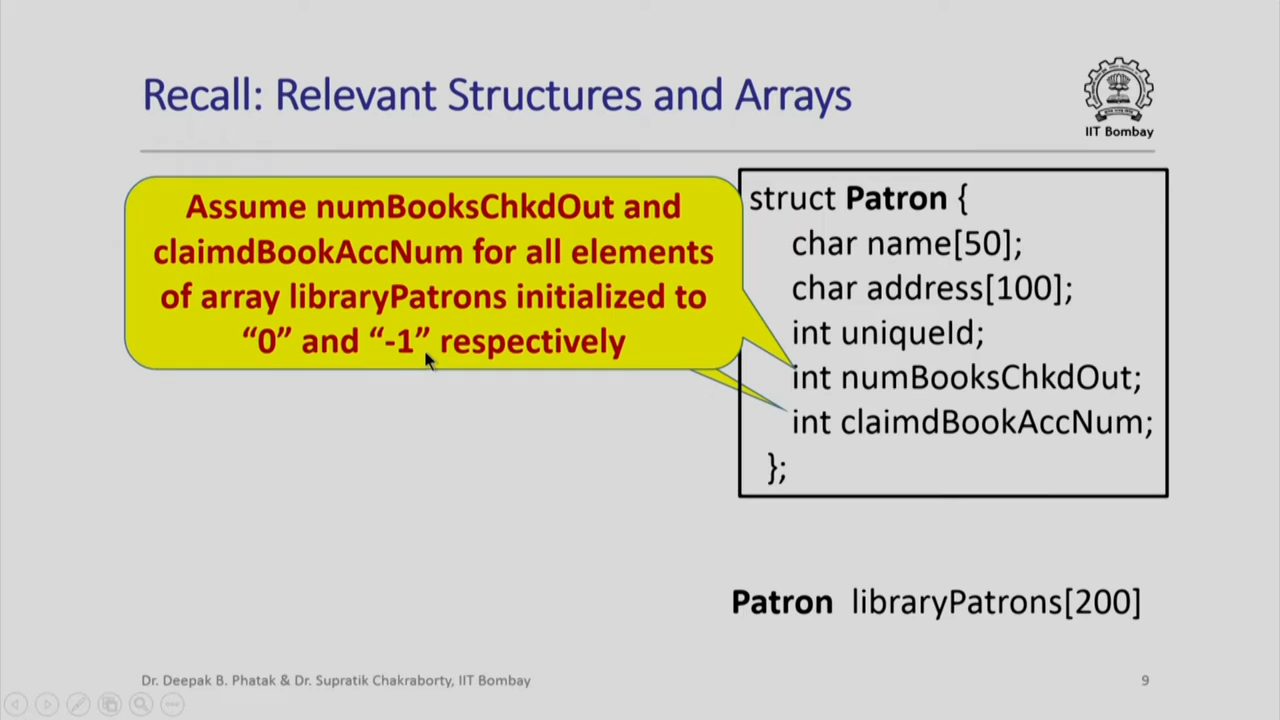 Recall: Relevant Structures and Arrays
IIT Bombay
Assume numBooksChkdOut and
claimdBookAccNum for all elements
of array libraryPatrons initialized to
“0” and “-1” respectively
struct Patron {
char name[50];
char address[100];
int uniqueId;
int numBooksChkdOut;
int claimdBookAccNum;
};
Patron libraryPatrons[200]
Dr. Deepak B. Phatak & Dr. Supratik Chakraborty, IIT Bombay
9